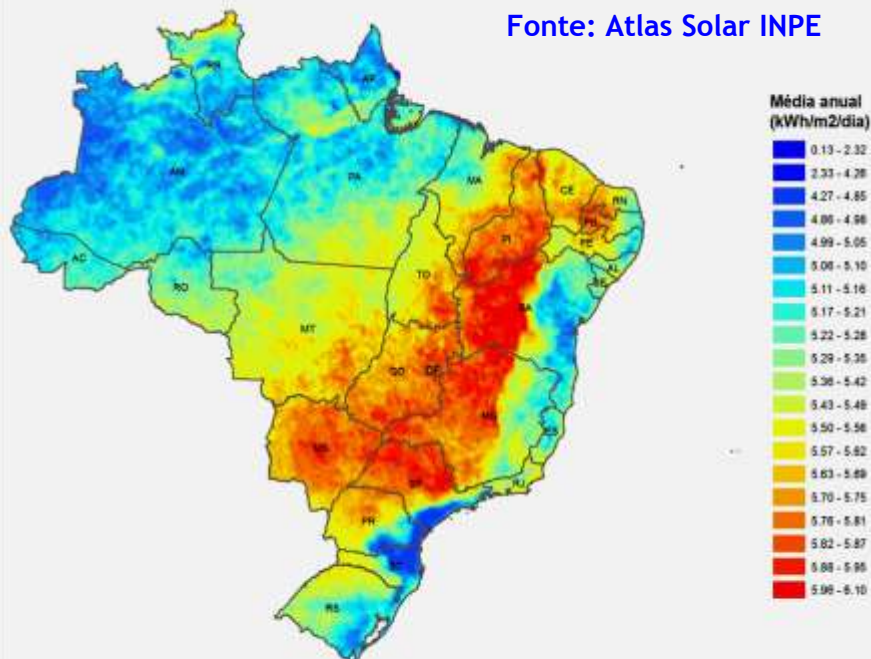 Fonte: Atlas Solar INPE
Média anual
(kWh/m2/dia)
0.13 - 2.32
2.33 - 4.26
4.27 - 4.85
4.86 - 4.98
4.99 - 5.05
5.06 - 5.10
5.11 - 5.16
5.17 - 5.21
5.22 - 5.28
5.29 - 5.35
5.36 - 5.42
5.43 - 5.49
5.50 - 5.56
5.57 - 5.62
5.63 - 5.69
5.70 - 5.75
5.76 - 5.81
5.82 - 5.87
5.88 - 5.95
5.96 - 6.10
RR
AP
AM
PA
MA
CE
RN
PB
PI
PE
AC
TO
AL
SE
RO
BA
MT
GO
DF
MG
ES
MS
SP
RJ
PR
SC
RS